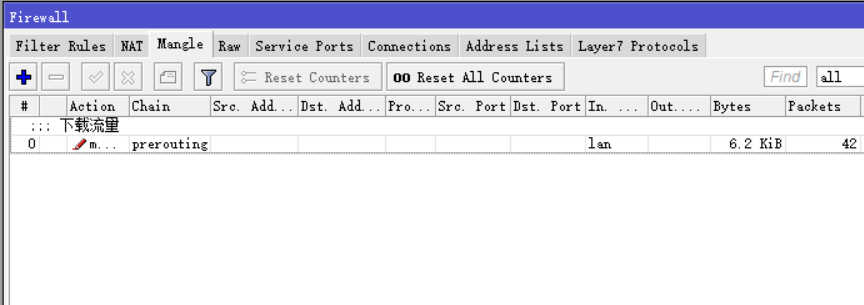 Firewall
Filter Rules NAT Mangle Raw Service Ports Connections Address Lists Layer7 Protocols
Reset Counters 00 Reset All Counters Find all
# Action Chain Src. Add... Dst. Add... Pro... Src. Port Dst. Port In. ... Out.... Bytes Packets
::: 下载流量
0 m... prerouting lan 6.2 KiB 42